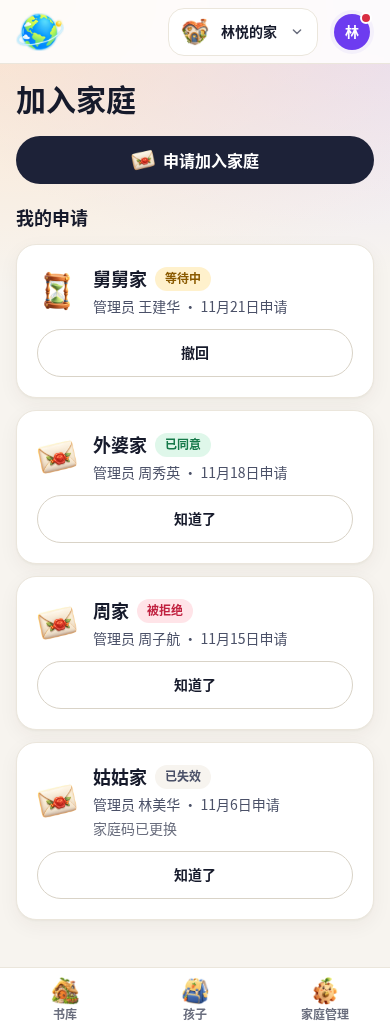 林悦的家
林
加入家庭
申请加入家庭
我的申请
舅舅家 等待中
管理员 王建华 · 11月21日申请
撤回
外婆家 已同意
管理员 周秀英 · 11月18日申请
知道了
周家 被拒绝
管理员 周子航 · 11月15日申请
知道了
姑姑家 已失效
管理员 林美华 · 11月6日申请
家庭码已更换
知道了
书库 孩子 家庭管理